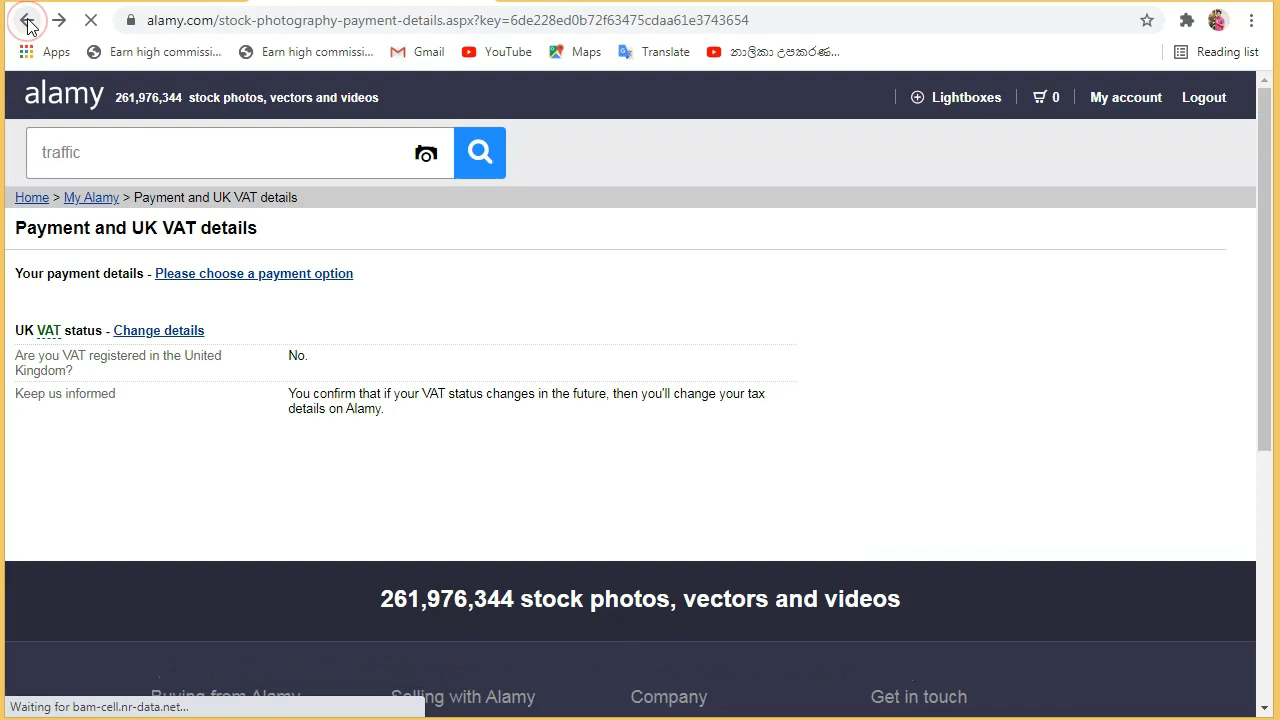 alamy.com/stock-photography-payment-details.aspx?key=6de228ed0b72f63475cdaa61e3743654
Apps Earn high commissi... Earn high commissi... Gmail YouTube Maps Translate නාලිකා උපකරණ... Reading list
alamy 261,976,344 stock photos, vectors and videos Lightboxes 0 My account Logout
traffic
Home > My Alamy > Payment and UK VAT details
Payment and UK VAT details
Your payment details - Please choose a payment option
UK VAT status - Change details
Are you VAT registered in the United Kingdom? No.
Keep us informed You confirm that if your VAT status changes in the future, then you'll change your tax
details on Alamy.
261,976,344 stock photos, vectors and videos
Buying from Alamy Selling with Alamy Company Get in touch
Waiting for bam-cell.nr-data.net...